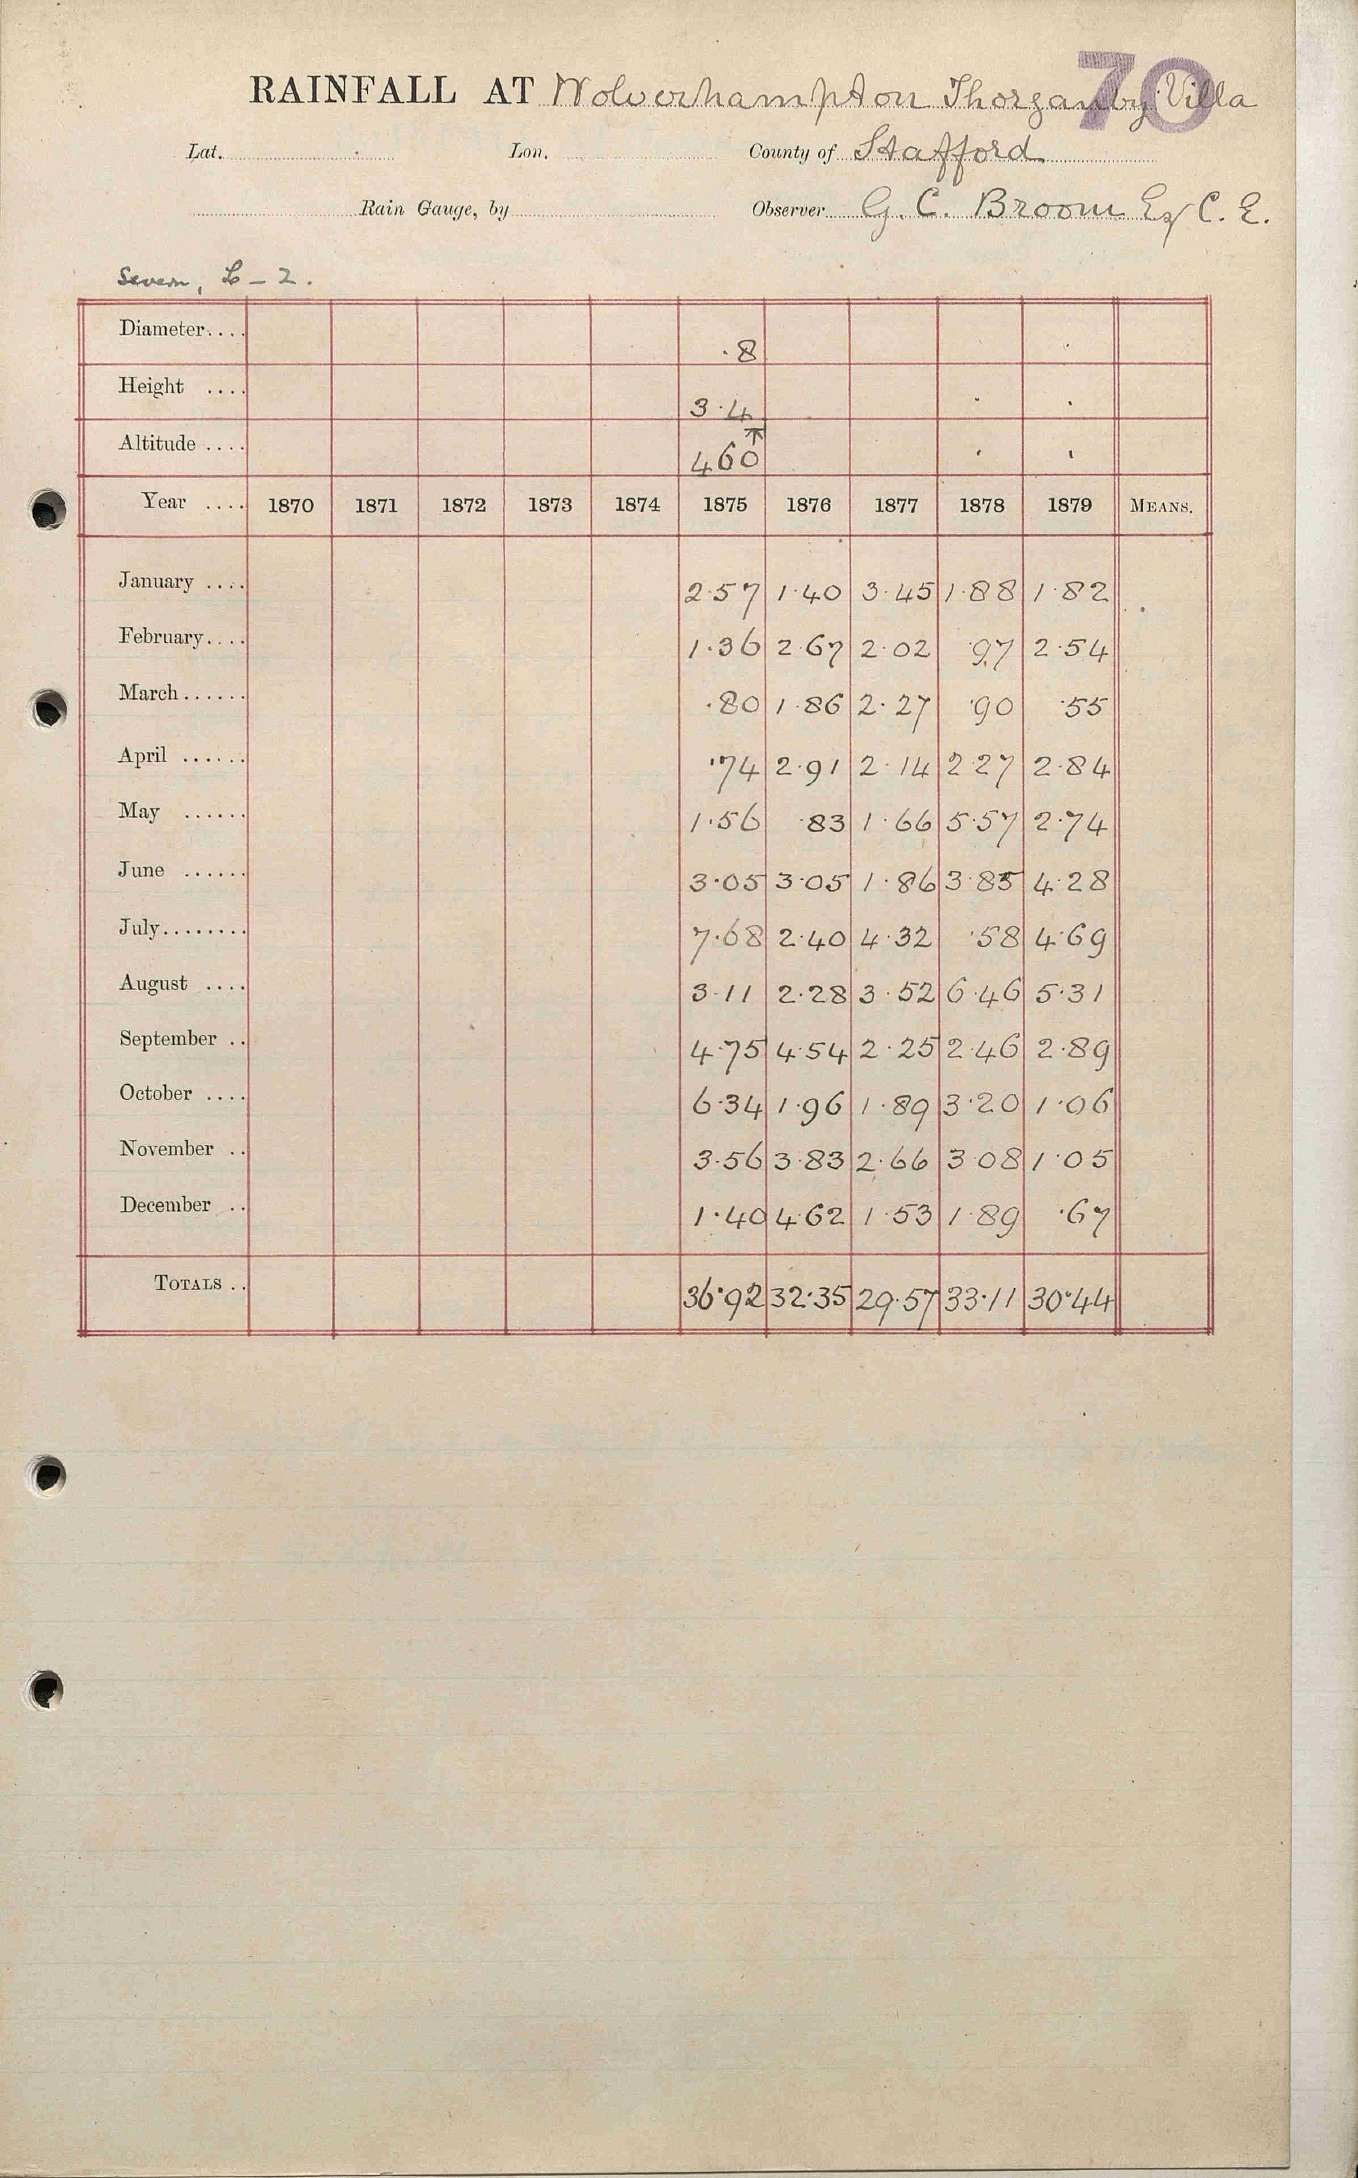 70
RAINFALL AT Wolverhampton Thorganby Villa
Lat. Lon. County of Stafford
Rain Gauge, by Observer G. C. Broom Esq C. E.
Severn, L - 2.
Diameter.... ·8
Height .... 3·4
Altitude .... 460
Year .... 1870 1871 1872 1873 1874 1875 1876 1877 1878 1879 MEANS.
January .... 2·57 1·40 3·45 1·88 1·82
February.... 1·36 2·67 2·02 ·97 2·54
March...... ·80 1·86 2·27 ·90 ·55
April ...... ·74 2·91 2·14 2·27 2·84
May ...... 1·56 ·83 1·66 5·57 2·74
June ...... 3·05 3·05 1·86 3·85 4·28
July........ 7·68 2·40 4·32 ·58 4·69
August .... 3·11 2·28 3·52 6·46 5·31
September .. 4·75 4·54 2·25 2·46 2·89
October .... 6·34 1·96 1·89 3·20 1·06
November .. 3·56 3·83 2·66 3·08 1·05
December .. 1·40 4·62 1·53 1·89 ·67
TOTALS .. 36·92 32·35 29·57 33·11 30·44